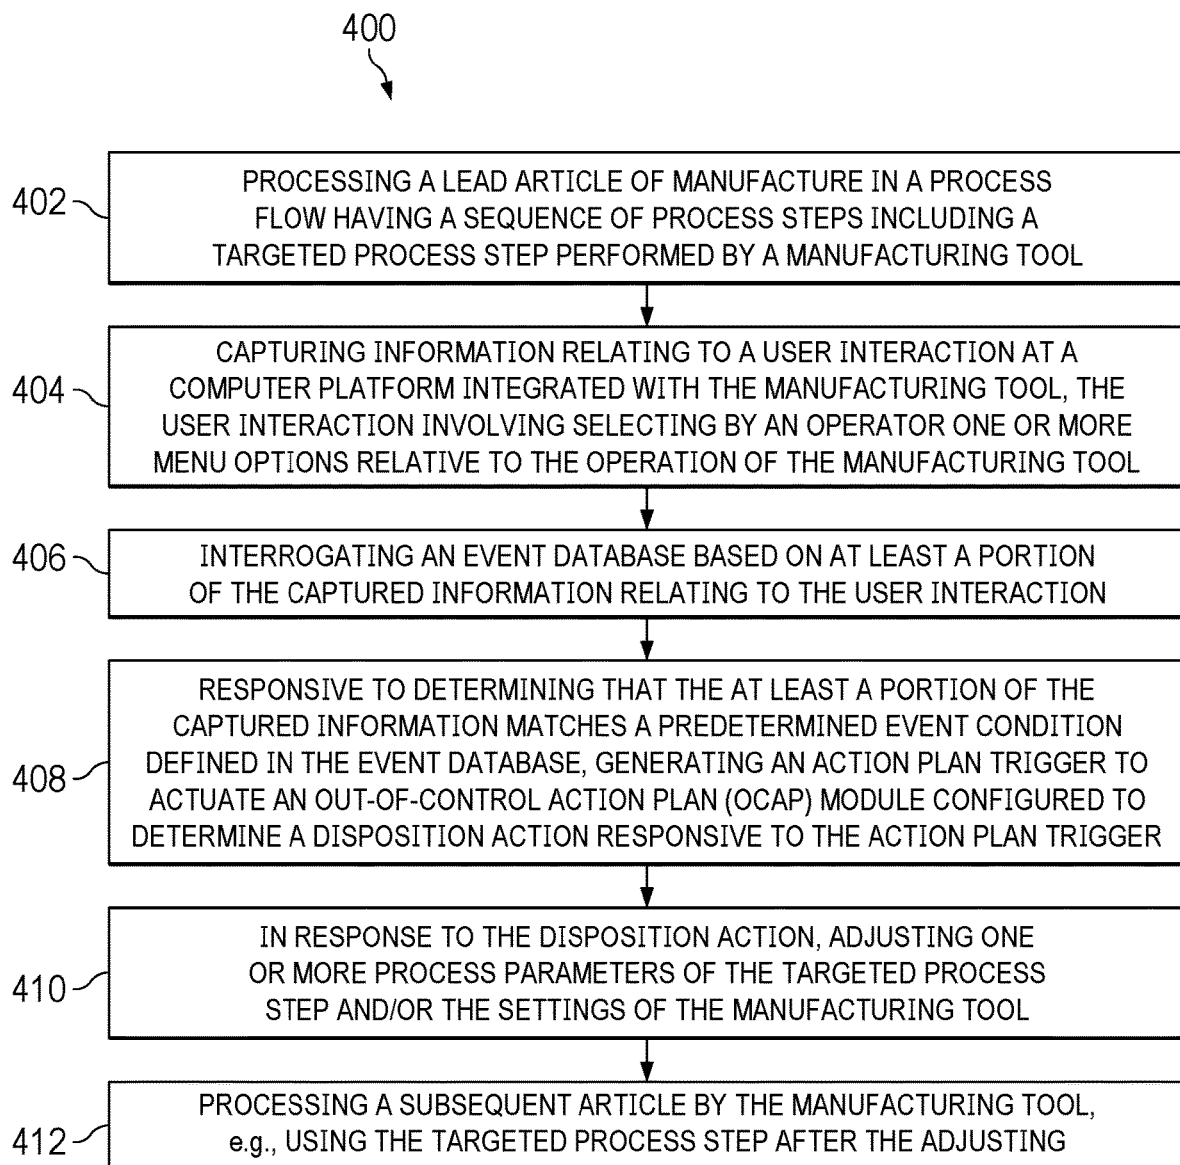 400
402
PROCESSING A LEAD ARTICLE OF MANUFACTURE IN A PROCESS
FLOW HAVING A SEQUENCE OF PROCESS STEPS INCLUDING A
TARGETED PROCESS STEP PERFORMED BY A MANUFACTURING TOOL
404
CAPTURING INFORMATION RELATING TO A USER INTERACTION AT A
COMPUTER PLATFORM INTEGRATED WITH THE MANUFACTURING TOOL, THE
USER INTERACTION INVOLVING SELECTING BY AN OPERATOR ONE OR MORE
MENU OPTIONS RELATIVE TO THE OPERATION OF THE MANUFACTURING TOOL
406
INTERROGATING AN EVENT DATABASE BASED ON AT LEAST A PORTION
OF THE CAPTURED INFORMATION RELATING TO THE USER INTERACTION
408
RESPONSIVE TO DETERMINING THAT THE AT LEAST A PORTION OF THE
CAPTURED INFORMATION MATCHES A PREDETERMINED EVENT CONDITION
DEFINED IN THE EVENT DATABASE, GENERATING AN ACTION PLAN TRIGGER TO
ACTUATE AN OUT-OF-CONTROL ACTION PLAN (OCAP) MODULE CONFIGURED TO
DETERMINE A DISPOSITION ACTION RESPONSIVE TO THE ACTION PLAN TRIGGER
410
IN RESPONSE TO THE DISPOSITION ACTION, ADJUSTING ONE
OR MORE PROCESS PARAMETERS OF THE TARGETED PROCESS
STEP AND/OR THE SETTINGS OF THE MANUFACTURING TOOL
412
PROCESSING A SUBSEQUENT ARTICLE BY THE MANUFACTURING TOOL,
e.g., USING THE TARGETED PROCESS STEP AFTER THE ADJUSTING